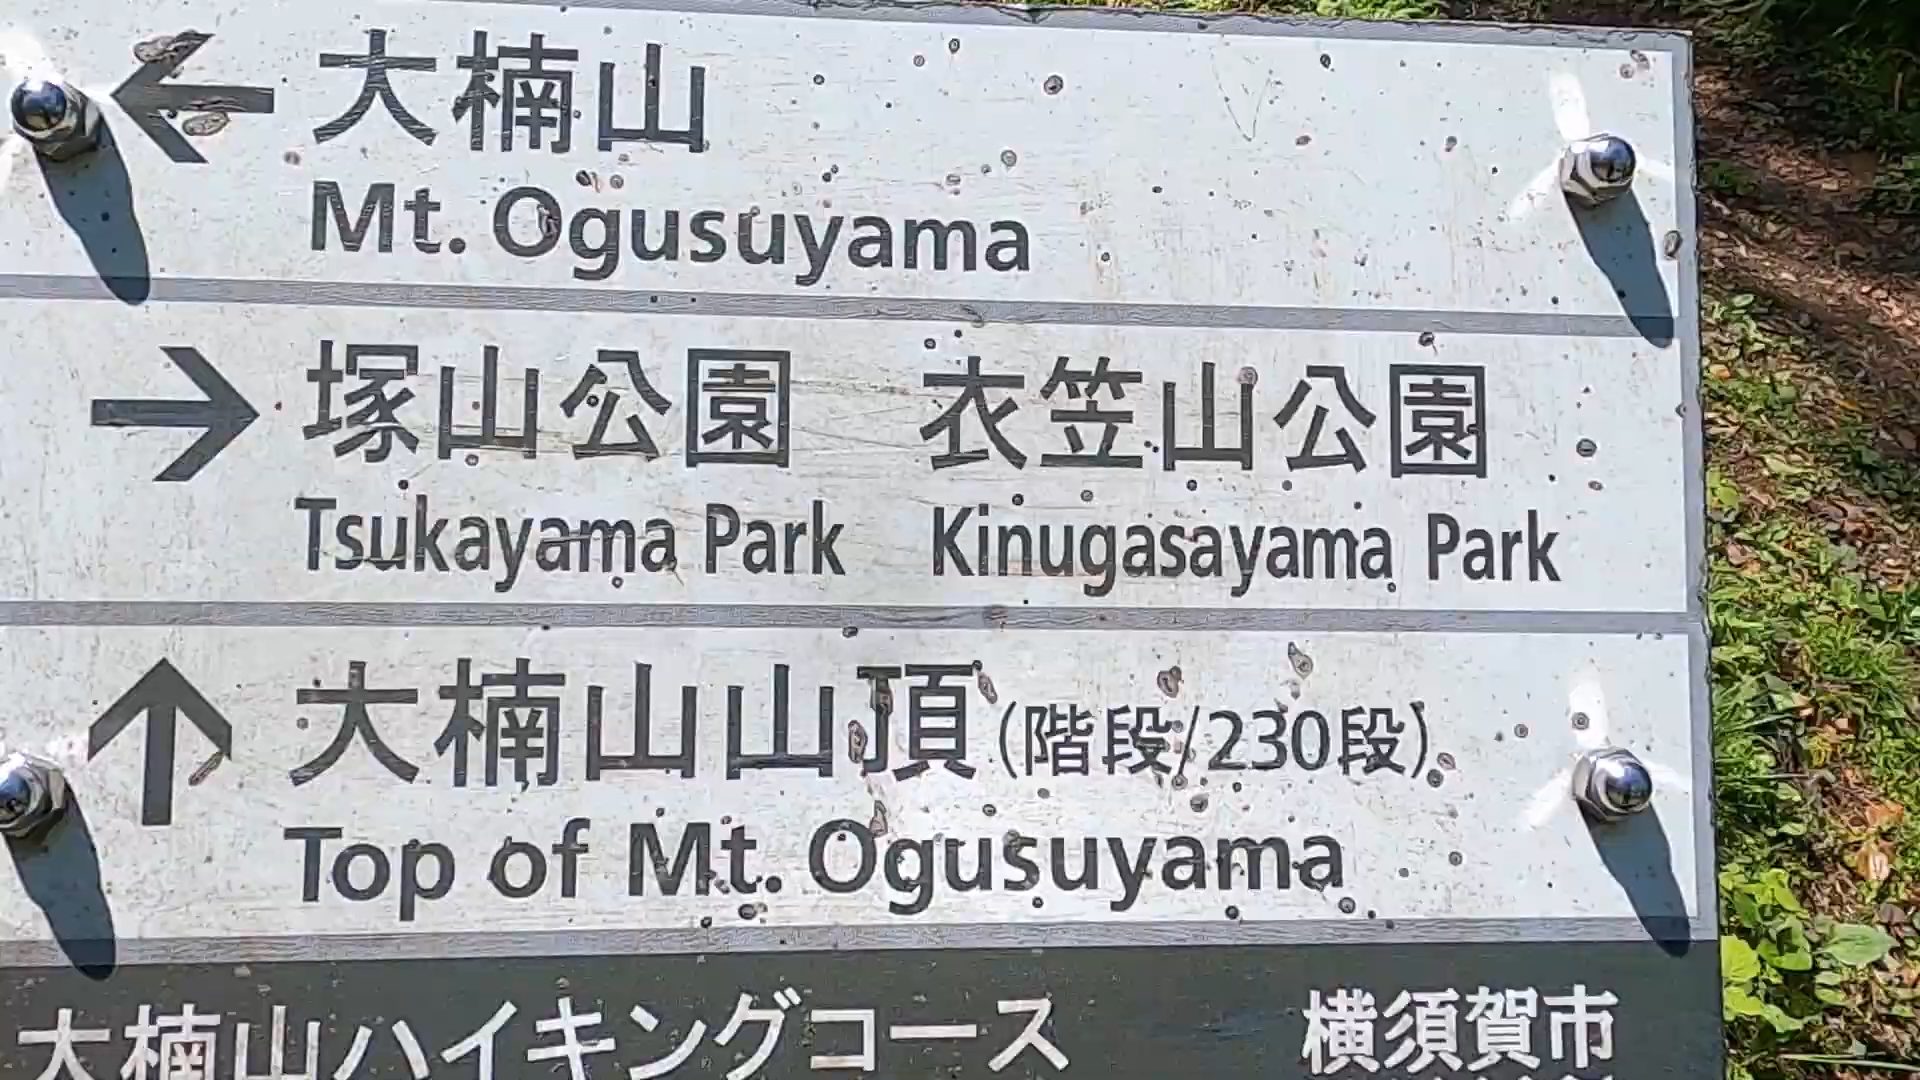 ← 大楠山
Mt. Ogusuyama
→ 塚山公園 衣笠山公園
Tsukayama Park Kinugasayama Park
↑ 大楠山山頂 (階段/230段)
Top of Mt. Ogusuyama
大楠山ハイキングコース 横須賀市